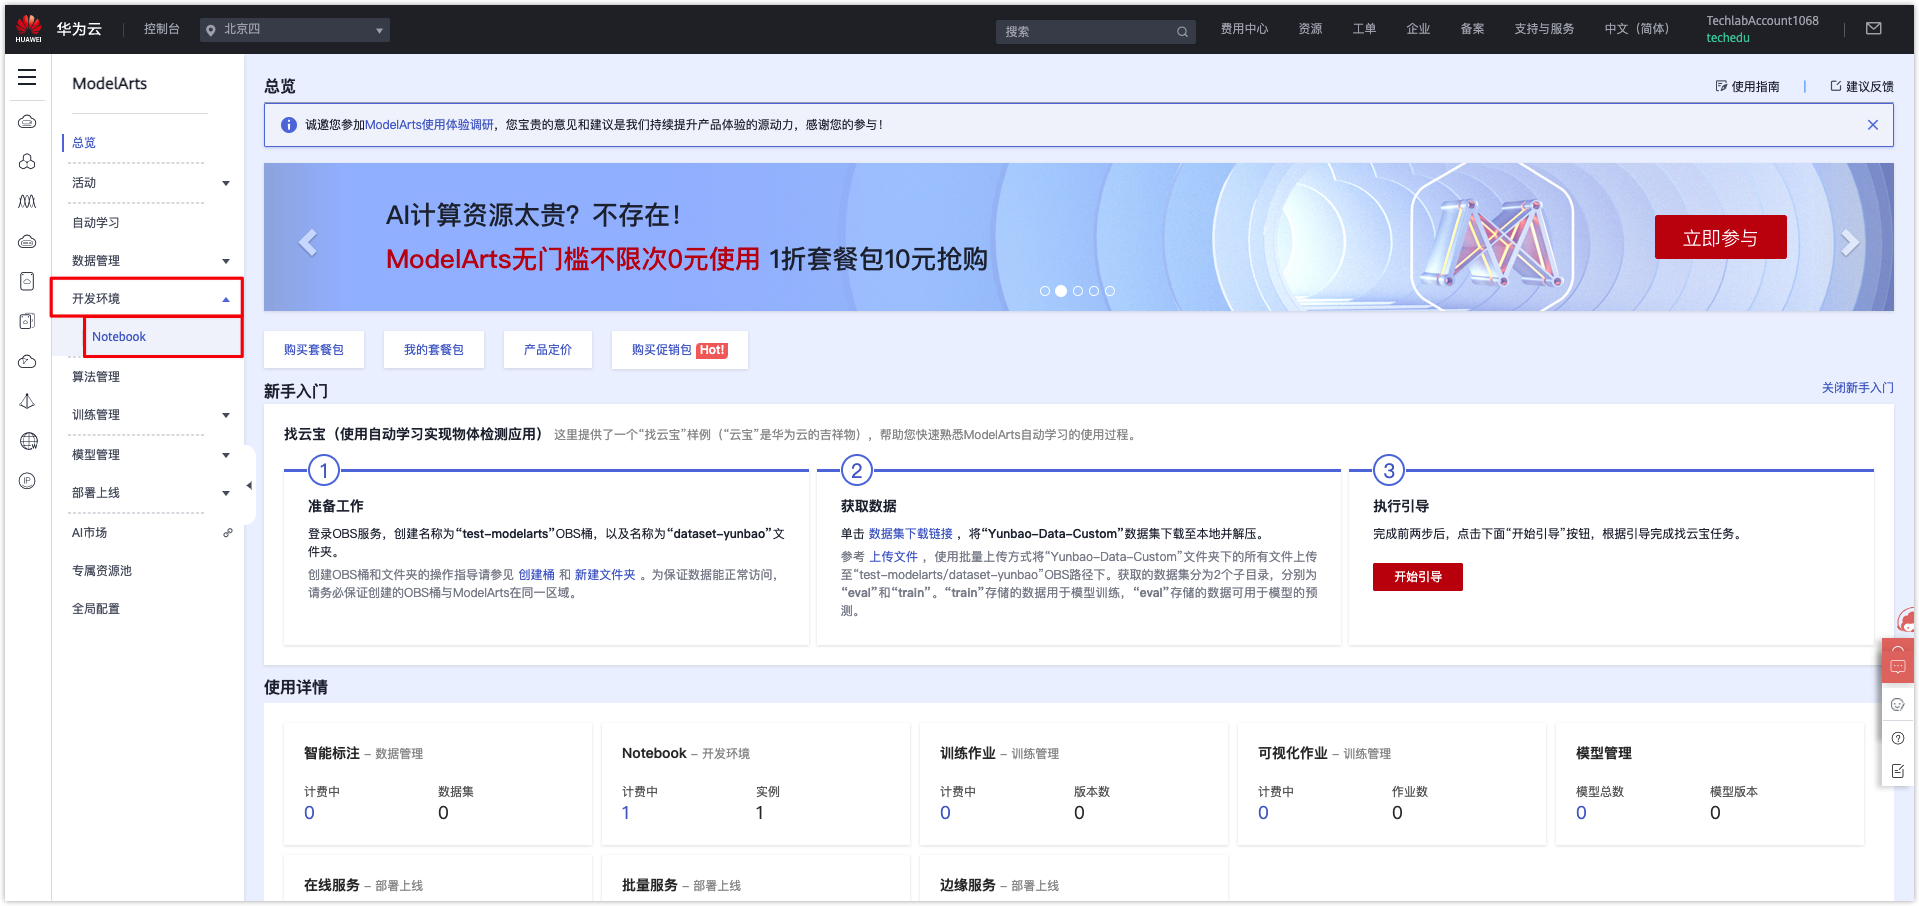 HUAWEI
华为云
控制台
北京四
搜索
费用中心
资源
工单
企业
备案
支持与服务
中文（简体）
TechlabAccount1068
techedu
ModelArts
总览
活动
自动学习
数据管理
开发环境
Notebook
算法管理
训练管理
模型管理
部署上线
AI市场
专属资源池
全局配置
IP
总览
使用指南
建议反馈
诚邀您参加ModelArts使用体验调研，您宝贵的意见和建议是我们持续提升产品体验的源动力，感谢您的参与！
AI计算资源太贵？不存在！
ModelArts无门槛不限次0元使用 1折套餐包10元抢购
立即参与
购买套餐包
我的套餐包
产品定价
购买促销包 Hot!
新手入门
关闭新手入门
找云宝（使用自动学习实现物体检测应用） 这里提供了一个“找云宝”样例（“云宝”是华为云的吉祥物），帮助您快速熟悉ModelArts自动学习的使用过程。
1
准备工作
登录OBS服务，创建名称为“test-modelarts”OBS桶，以及名称为“dataset-yunbao”文
件夹。
创建OBS桶和文件夹的操作指导请参见 创建桶 和 新建文件夹 。为保证数据能正常访问，
请务必保证创建的OBS桶与ModelArts在同一区域。
2
获取数据
单击 数据集下载链接 ，将“Yunbao-Data-Custom”数据集下载至本地并解压。
参考 上传文件 ，使用批量上传方式将“Yunbao-Data-Custom”文件夹下的所有文件上传
至“test-modelarts/dataset-yunbao”OBS路径下。获取的数据集分为2个子目录，分别为
“eval”和“train”。“train”存储的数据用于模型训练，“eval”存储的数据可用于模型的预
测。
3
执行引导
完成前两步后，点击下面“开始引导”按钮，根据引导完成找云宝任务。
开始引导
使用详情
智能标注 – 数据管理
计费中
数据集
0
0
Notebook – 开发环境
计费中
实例
1
1
训练作业 – 训练管理
计费中
版本数
0
0
可视化作业 – 训练管理
计费中
作业数
0
0
模型管理
模型总数
模型版本
0
0
在线服务 – 部署上线
批量服务 – 部署上线
边缘服务 – 部署上线